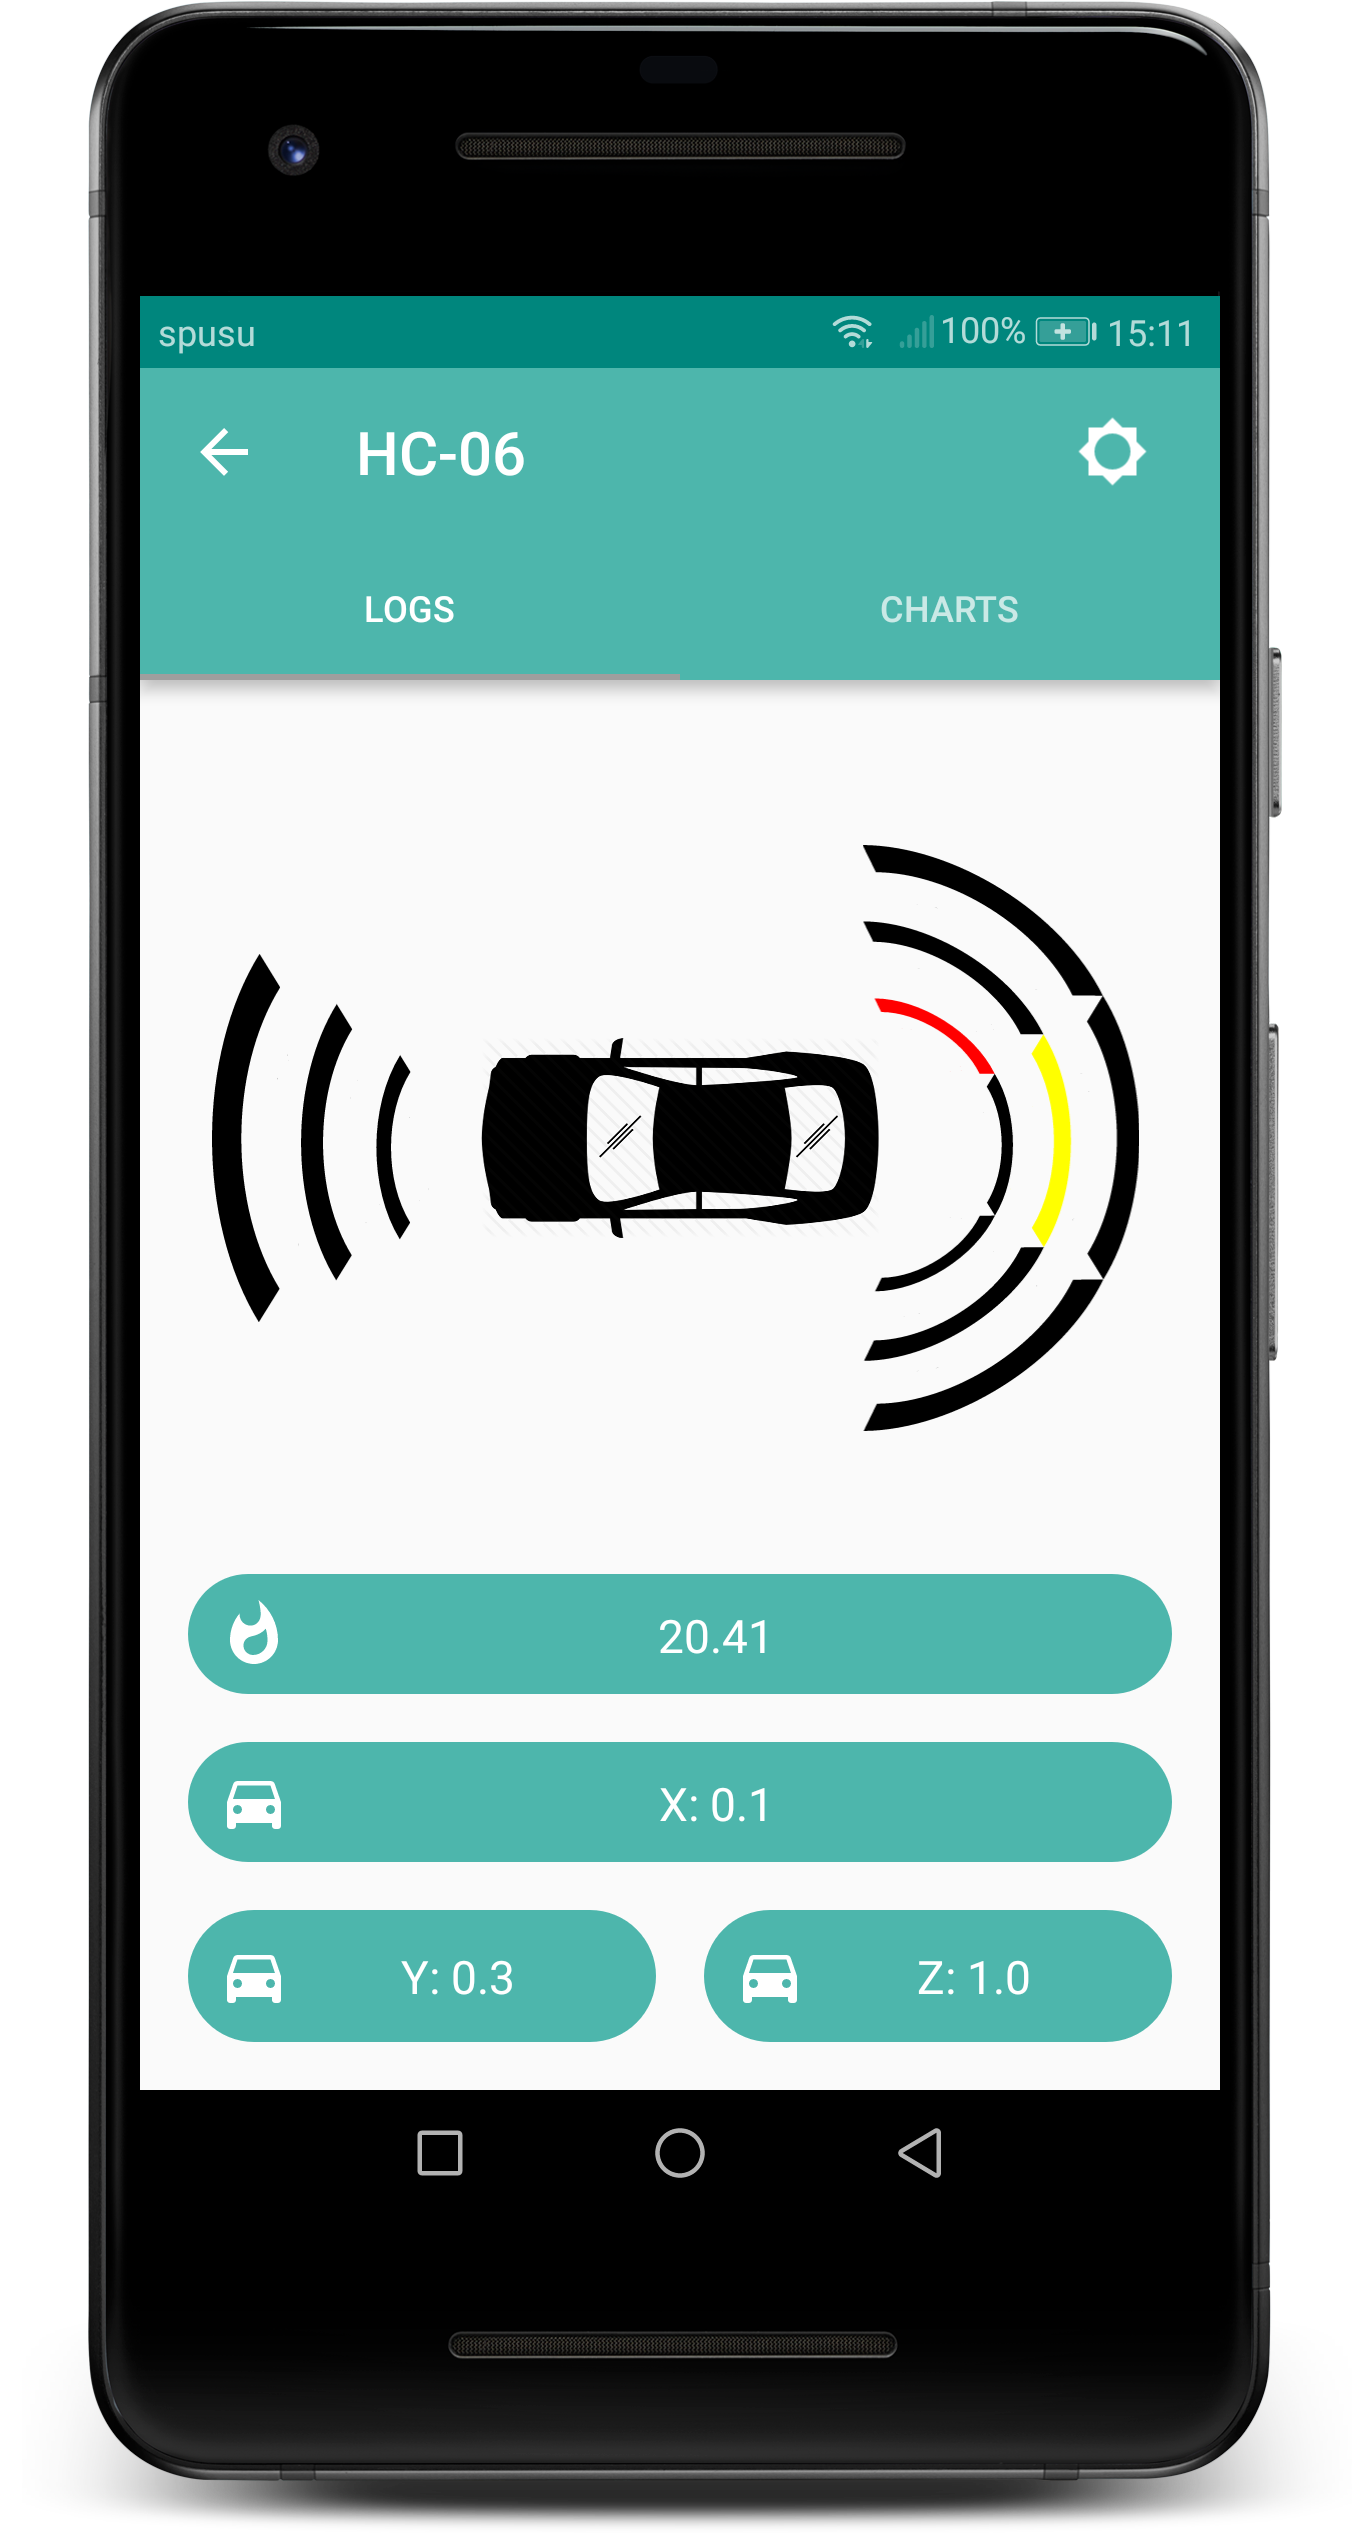 spusu 100% 15:11
HC-06
LOGS CHARTS
20.41
X: 0.1
Y: 0.3 Z: 1.0